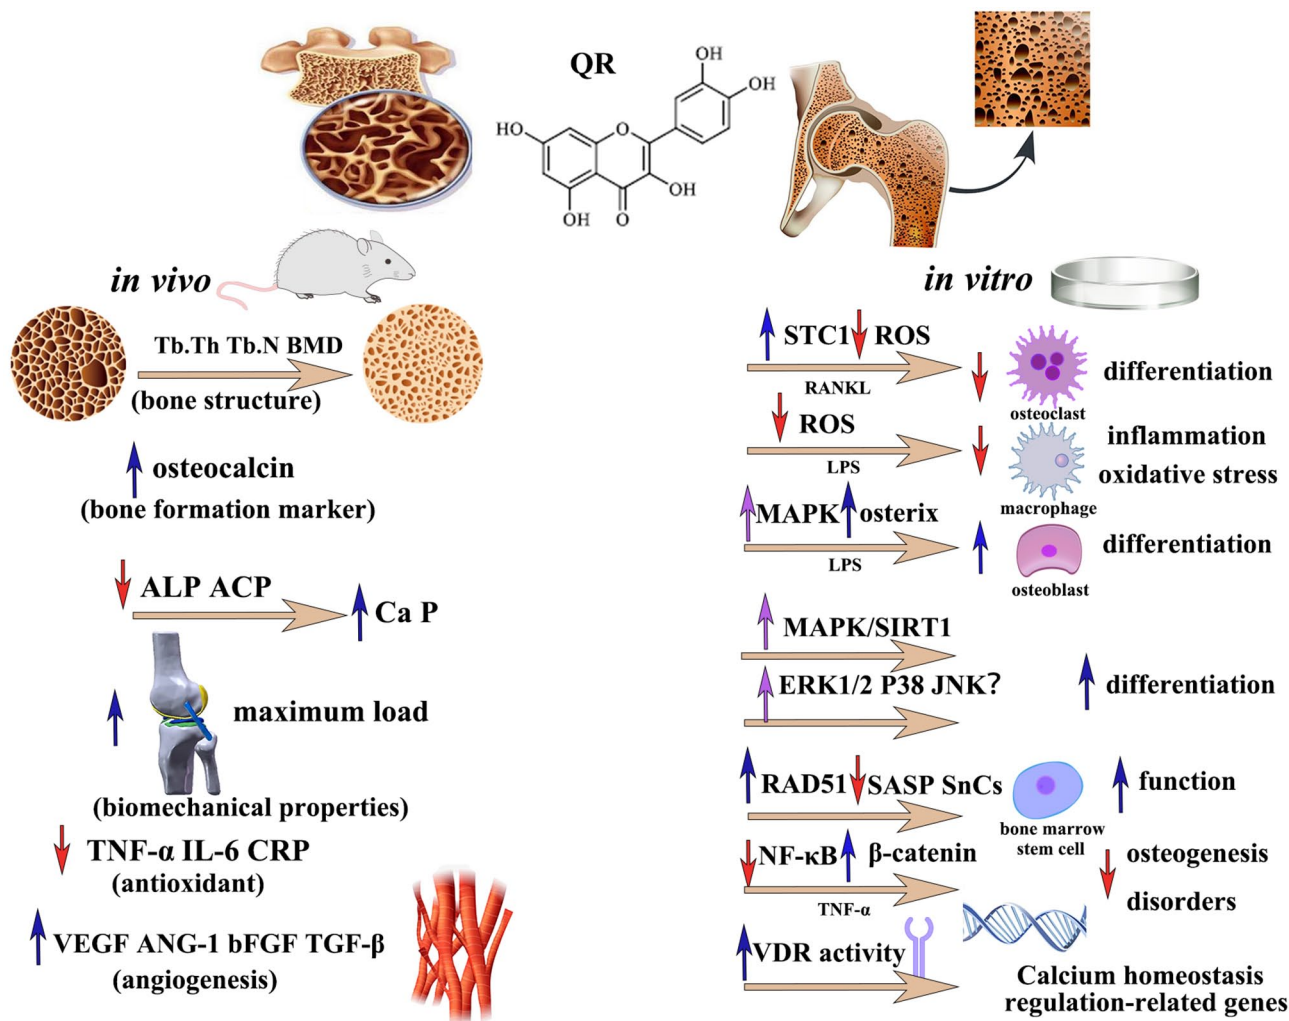 QR
OH
OH
HO
O
OH
OH
O
in vivo
Tb.Th Tb.N BMD
(bone structure)
osteocalcin
(bone formation marker)
ALP ACP
Ca P
maximum load
(biomechanical properties)
TNF-α IL-6 CRP
(antioxidant)
VEGF ANG-1 bFGF TGF-β
(angiogenesis)
in vitro
STC1 ROS
RANKL
osteoclast
differentiation
ROS
LPS
macrophage
inflammation
oxidative stress
MAPK osterix
LPS
osteoblast
differentiation
MAPK/SIRT1
ERK1/2 P38 JNK?
differentiation
RAD51 SASP SnCs
bone marrow
stem cell
function
NF-κB β-catenin
TNF-α
osteogenesis
disorders
VDR activity
Calcium homeostasis
regulation-related genes